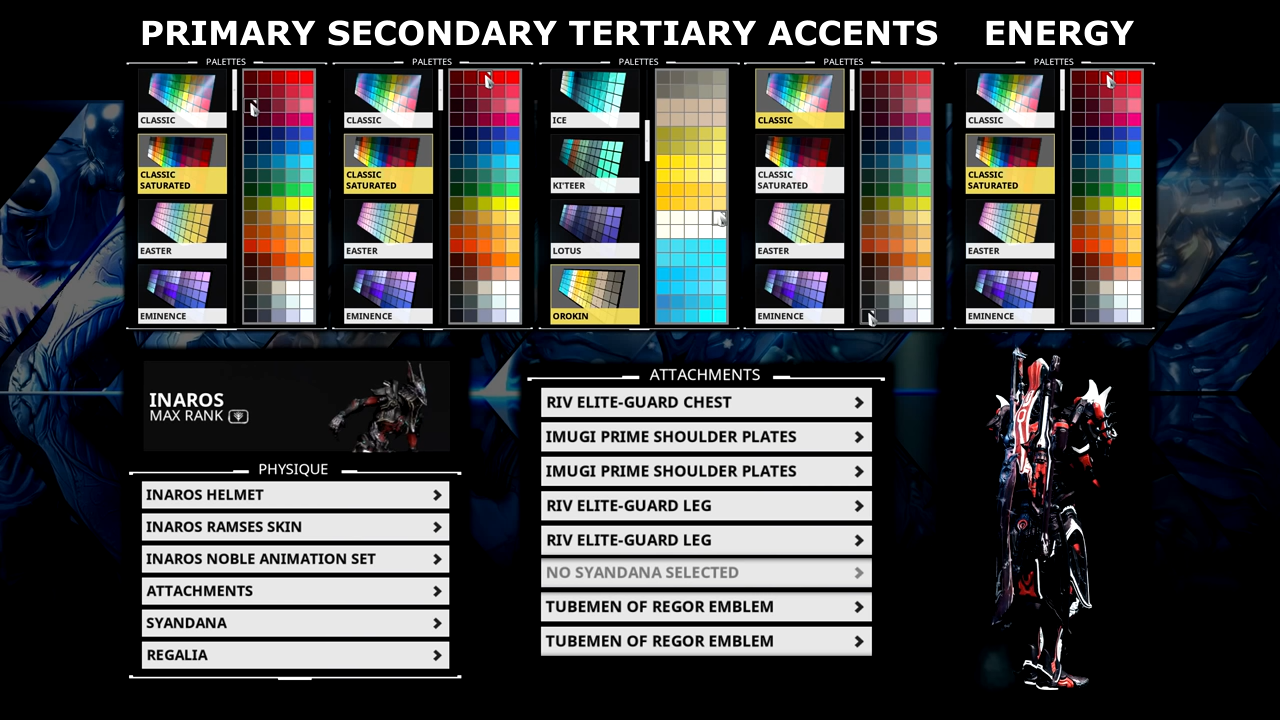 PRIMARY SECONDARY TERTIARY ACCENTS ENERGY
PALETTES PALETTES PALETTES PALETTES PALETTES
CLASSIC
CLASSIC
SATURATED
EASTER
EMINENCE
CLASSIC
CLASSIC
SATURATED
EASTER
EMINENCE
ICE
KI'TEER
LOTUS
OROKIN
CLASSIC
CLASSIC
SATURATED
EASTER
EMINENCE
CLASSIC
CLASSIC
SATURATED
EASTER
EMINENCE
INAROS
MAX RANK
PHYSIQUE
INAROS HELMET
INAROS RAMSES SKIN
INAROS NOBLE ANIMATION SET
ATTACHMENTS
SYANDANA
REGALIA
ATTACHMENTS
RIV ELITE-GUARD CHEST
IMUGI PRIME SHOULDER PLATES
IMUGI PRIME SHOULDER PLATES
RIV ELITE-GUARD LEG
RIV ELITE-GUARD LEG
NO SYANDANA SELECTED
TUBEMEN OF REGOR EMBLEM
TUBEMEN OF REGOR EMBLEM